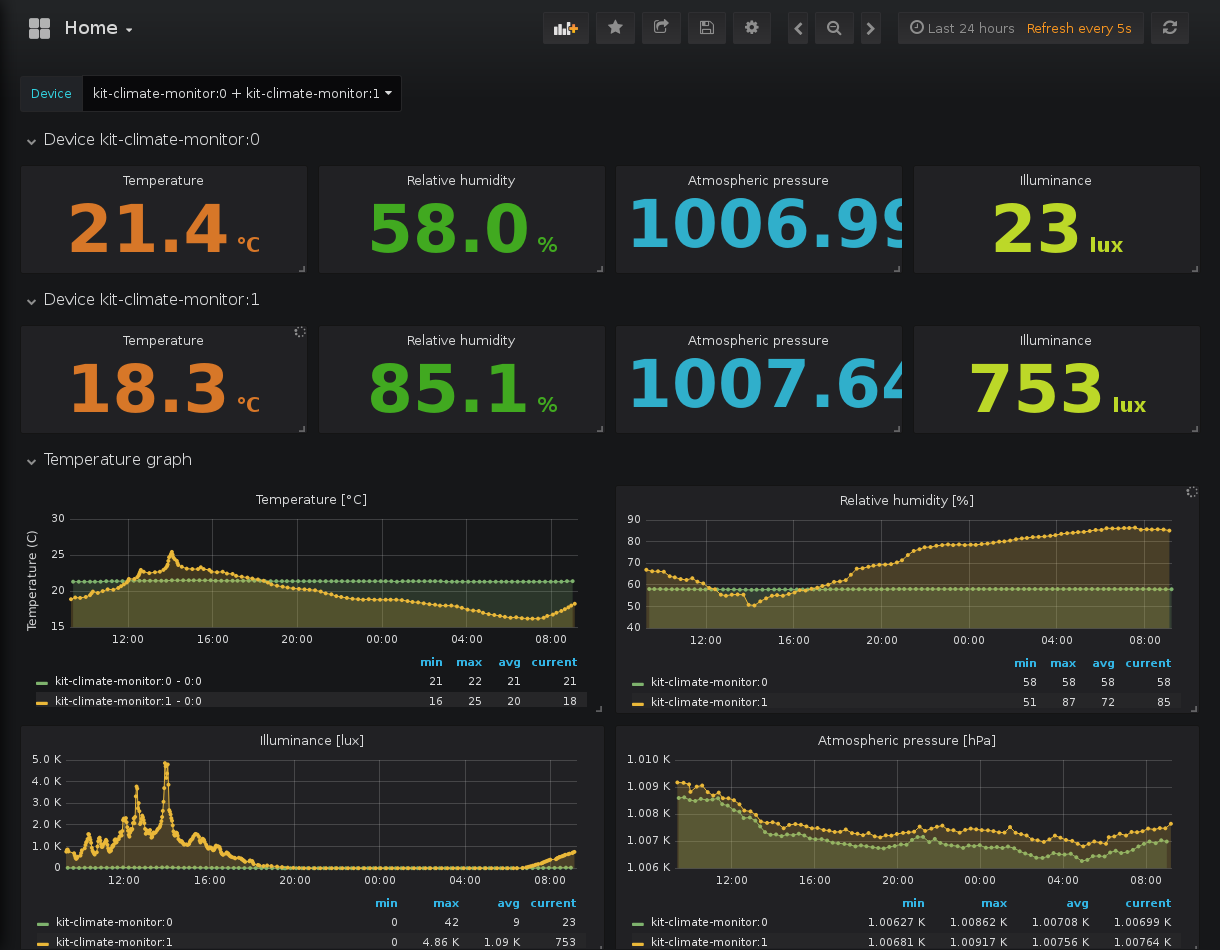 Home
Last 24 hours Refresh every 5s
Device kit-climate-monitor:0 + kit-climate-monitor:1
Device kit-climate-monitor:0
Temperature Relative humidity Atmospheric pressure Illuminance
21.4 °C 58.0 % 1006.99 23 lux
Device kit-climate-monitor:1
Temperature Relative humidity Atmospheric pressure Illuminance
18.3 °C 85.1 % 1007.64 753 lux
Temperature graph
Temperature [°C]
Temperature (C)
30
25
20
15
12:00 16:00 20:00 00:00 04:00 08:00
min max avg current
kit-climate-monitor:0 - 0:0 21 22 21 21
kit-climate-monitor:1 - 0:0 16 25 20 18
Relative humidity [%]
90
80
70
60
50
40
12:00 16:00 20:00 00:00 04:00 08:00
min max avg current
kit-climate-monitor:0 58 58 58 58
kit-climate-monitor:1 51 87 72 85
Illuminance [lux]
5.0 K
4.0 K
3.0 K
2.0 K
1.0 K
0
12:00 16:00 20:00 00:00 04:00 08:00
min max avg current
kit-climate-monitor:0 0 42 9 23
kit-climate-monitor:1 0 4.86 K 1.09 K 753
Atmospheric pressure [hPa]
1.010 K
1.009 K
1.008 K
1.007 K
1.006 K
12:00 16:00 20:00 00:00 04:00 08:00
min max avg current
kit-climate-monitor:0 1.00627 K 1.00862 K 1.00708 K 1.00699 K
kit-climate-monitor:1 1.00681 K 1.00917 K 1.00756 K 1.00764 K